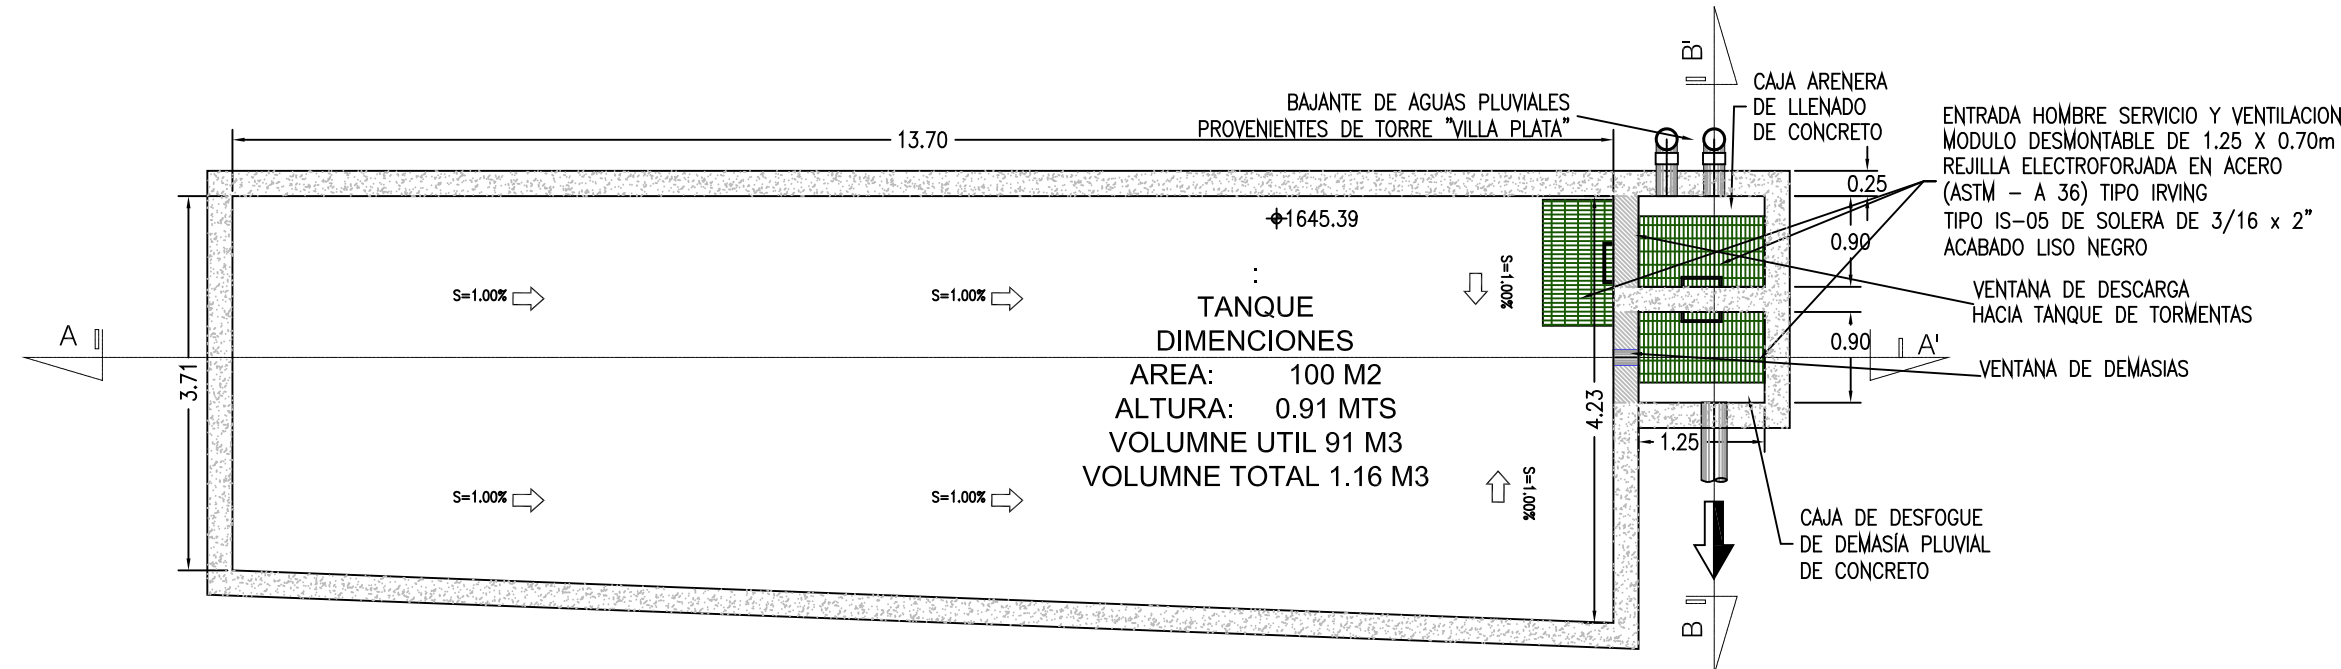 B'
CAJA ARENERA
DE LLENADO
DE CONCRETO
BAJANTE DE AGUAS PLUVIALES
PROVENIENTES DE TORRE "VILLA PLATA"
ENTRADA HOMBRE SERVICIO Y VENTILACION
MODULO DESMONTABLE DE 1.25 X 0.70m
REJILLA ELECTROFORJADA EN ACERO
(ASTM - A 36) TIPO IRVING
TIPO IS-05 DE SOLERA DE 3/16 x 2"
ACABADO LISO NEGRO
13.70
0.25
1645.39
0.90
S=1.00%
S=1.00%
S=1.00%
:
TANQUE
DIMENCIONES
AREA: 100 M2
ALTURA: 0.91 MTS
VOLUMNE UTIL 91 M3
VOLUMNE TOTAL 1.16 M3
VENTANA DE DESCARGA
HACIA TANQUE DE TORMENTAS
A
A'
0.90
VENTANA DE DEMASIAS
3.71
4.23
1.25
S=1.00%
S=1.00%
S=1.00%
CAJA DE DESFOGUE
DE DEMASÍA PLUVIAL
DE CONCRETO
B